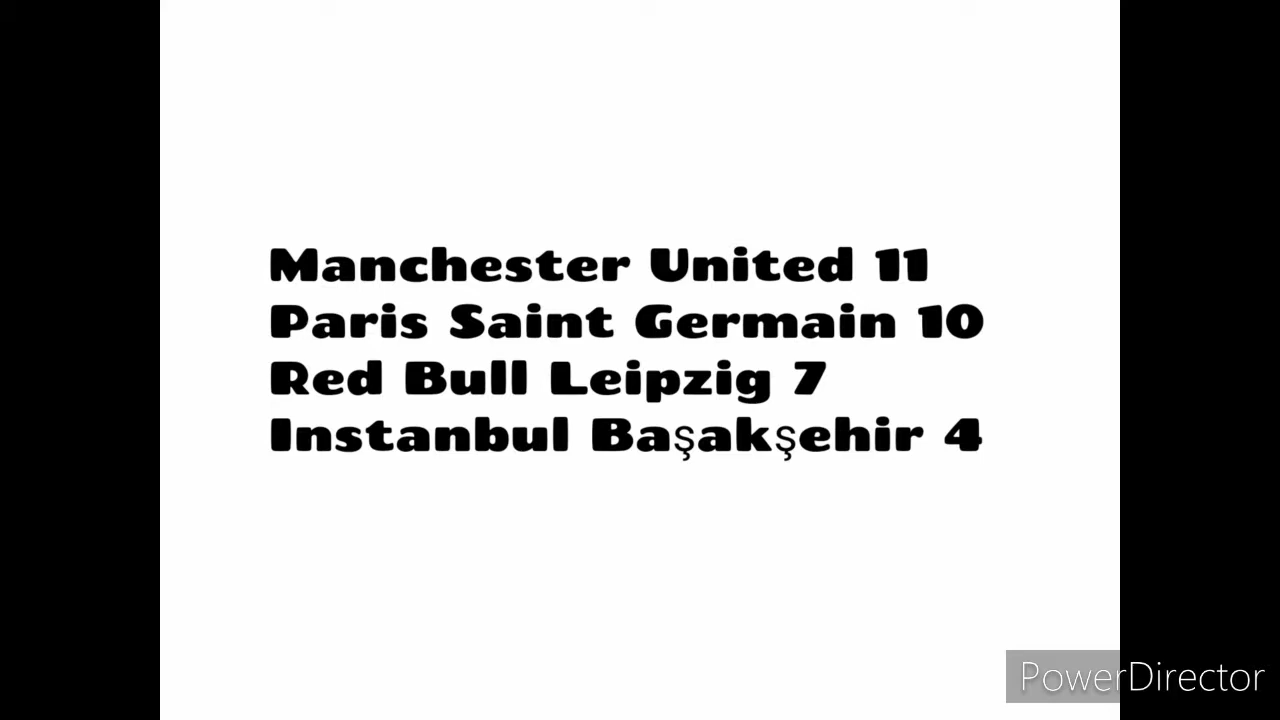 Manchester United 11
Paris Saint Germain 10
Red Bull Leipzig 7
Instanbul Başakşehir 4
PowerDirector